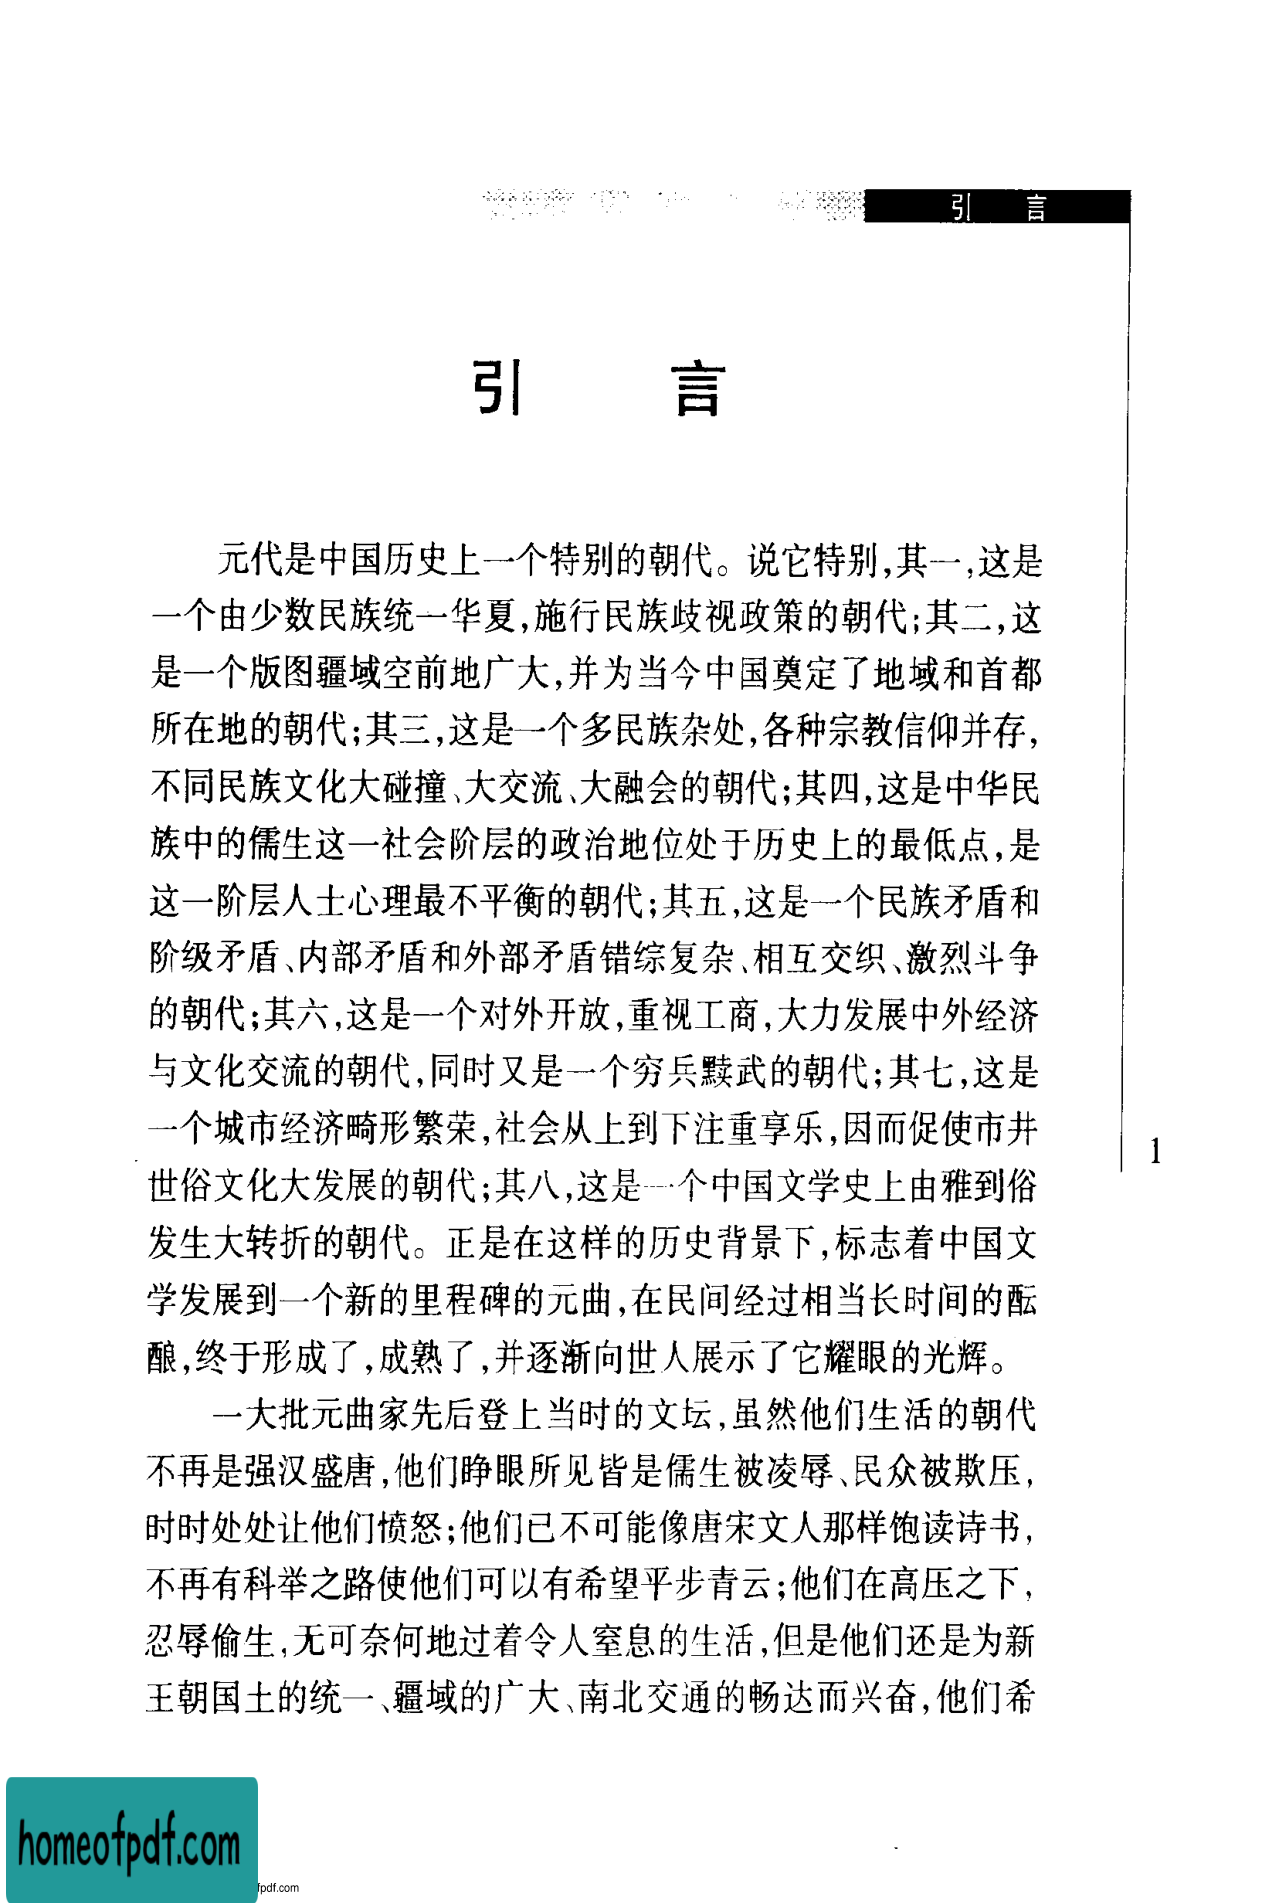 引 言
引 言
元代是中国历史上一个特别的朝代。说它特别,其一,这是
一个由少数民族统一华夏,施行民族歧视政策的朝代;其二,这
是一个版图疆域空前地广大,并为当今中国奠定了地域和首都
所在地的朝代;其三,这是一个多民族杂处,各种宗教信仰并存,
不同民族文化大碰撞、大交流、大融会的朝代;其四,这是中华民
族中的儒生这一社会阶层的政治地位处于历史上的最低点,是
这一阶层人士心理最不平衡的朝代;其五,这是一个民族矛盾和
阶级矛盾、内部矛盾和外部矛盾错综复杂、相互交织、激烈斗争
的朝代;其六,这是一个对外开放,重视工商,大力发展中外经济
与文化交流的朝代,同时又是一个穷兵黩武的朝代;其七,这是
一个城市经济畸形繁荣,社会从上到下注重享乐,因而促使市井
世俗文化大发展的朝代;其八,这是一个中国文学史上由雅到俗
发生大转折的朝代。正是在这样的历史背景下,标志着中国文
学发展到一个新的里程碑的元曲,在民间经过相当长时间的酝
酿,终于形成了,成熟了,并逐渐向世人展示了它耀眼的光辉。
一大批元曲家先后登上当时的文坛,虽然他们生活的朝代
不再是强汉盛唐,他们睁眼所见皆是儒生被凌辱、民众被欺压,
时时处处让他们愤怒;他们已不可能像唐宋文人那样饱读诗书,
不再有科举之路使他们可以有希望平步青云;他们在高压之下,
忍辱偷生,无可奈何地过着令人窒息的生活,但是他们还是为新
王朝国土的统一、疆域的广大、南北交通的畅达而兴奋,他们希
1
homeofpdf.com
fpdf.com